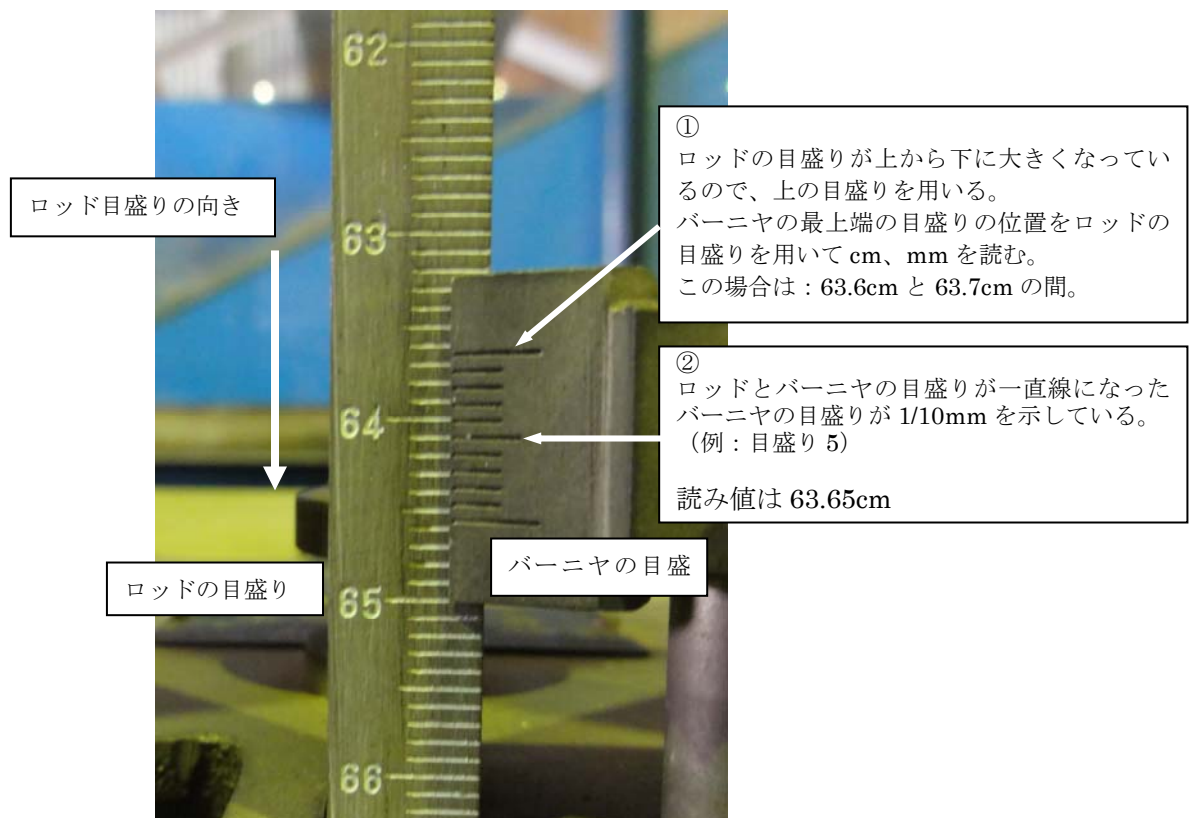 62
①
ロッドの目盛りが上から下に大きくなってい
るので、上の目盛りを用いる。
バーニヤの最上端の目盛りの位置をロッドの
目盛りを用いて cm、mm を読む。
この場合は：63.6cm と 63.7cm の間。
ロッド目盛りの向き
63
②
ロッドとバーニヤの目盛りが一直線になった
バーニヤの目盛りが 1/10mm を示している。
（例：目盛り 5）
読み値は 63.65cm
64
バーニヤの目盛
ロッドの目盛り
65
66